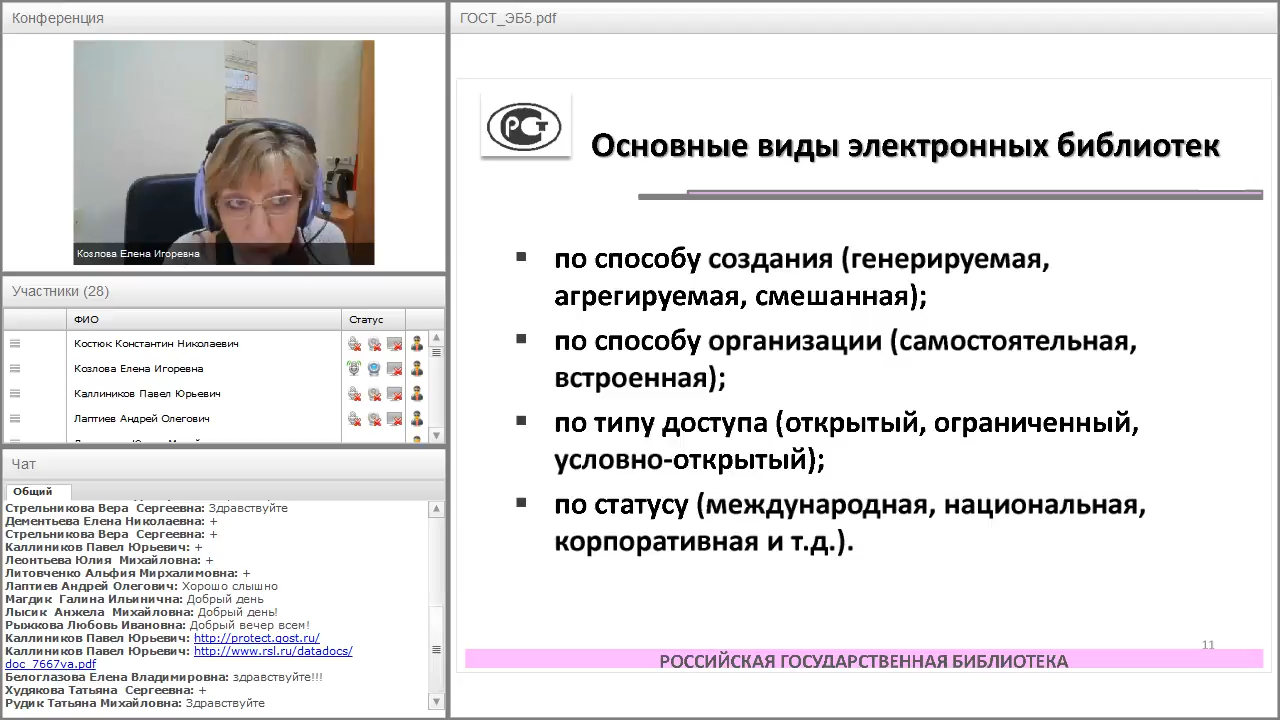 Конференция
Козлова Елена Игоревна
Участники (28)
ФИО
Статус
Костюк Константин Николаевич
Козлова Елена Игоревна
Каллиников Павел Юрьевич
Лаптиев Андрей Олегович
Чат
Общий
Стрельникова Вера Сергеевна: Здравствуйте
Дементьева Елена Николаевна: +
Стрельникова Вера Сергеевна: +
Каллиников Павел Юрьевич: +
Леонтьева Юлия Михайловна: +
Литовченко Альфия Мирхалимовна: +
Лаптиев Андрей Олегович: Хорошо слышно
Магдик Галина Ильинична: Добрый день
Лысик Анжела Михайловна: Добрый день!
Рыжкова Любовь Ивановна: Добрый вечер всем!
Каллиников Павел Юрьевич: http://protect.gost.ru/
Каллиников Павел Юрьевич: http://www.rsl.ru/datadocs/
doc_7667va.pdf
Белоглазова Елена Владимировна: здравствуйте!!!
Худякова Татьяна Сергеевна: +
Рудик Татьяна Михайловна: Здравствуйте
ГОСТ_ЭБ5.pdf
РСТ
Основные виды электронных библиотек
▪ по способу создания (генерируемая,
агрегируемая, смешанная);
▪ по способу организации (самостоятельная,
встроенная);
▪ по типу доступа (открытый, ограниченный,
условно-открытый);
▪ по статусу (международная, национальная,
корпоративная и т.д.).
11
РОССИЙСКАЯ ГОСУДАРСТВЕННАЯ БИБЛИОТЕКА